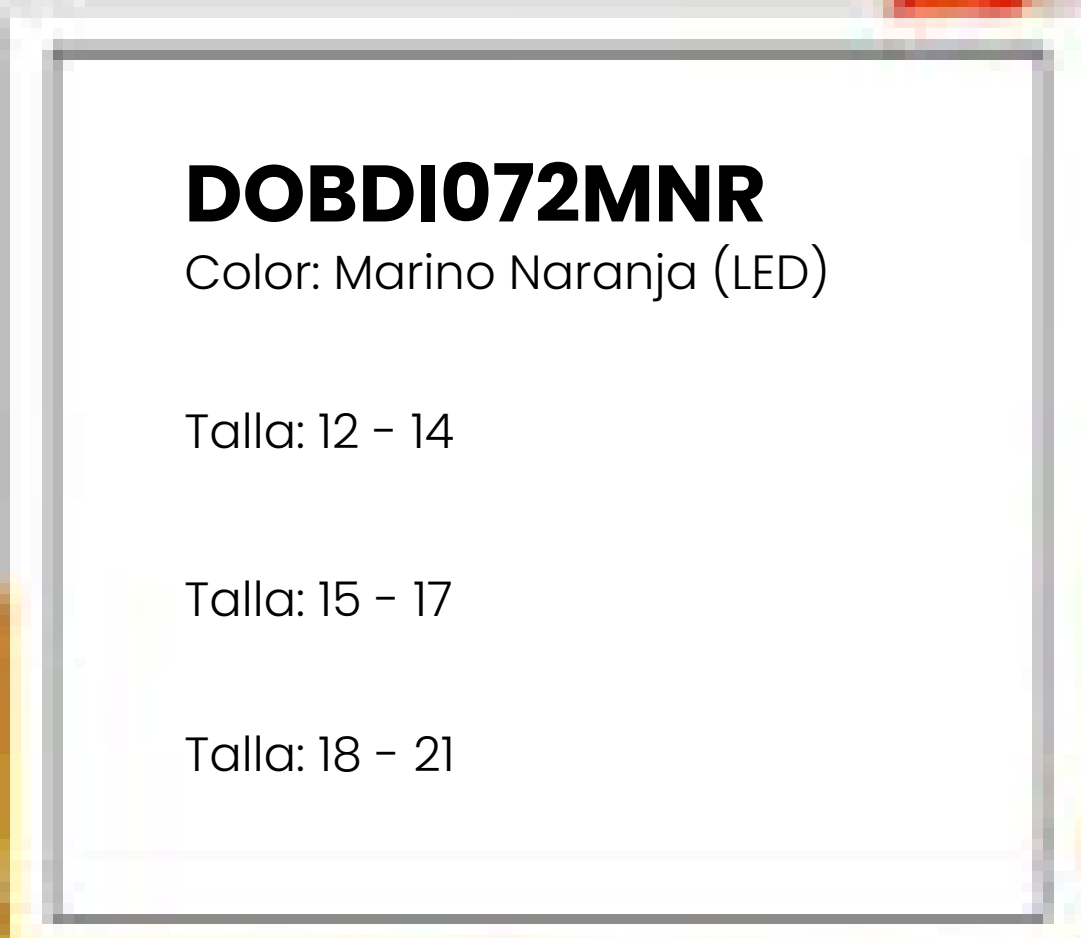 DOBDI072MNR
Color: Marino Naranja (LED)
Talla: 12 - 14
Talla: 15 - 17
Talla: 18 - 21